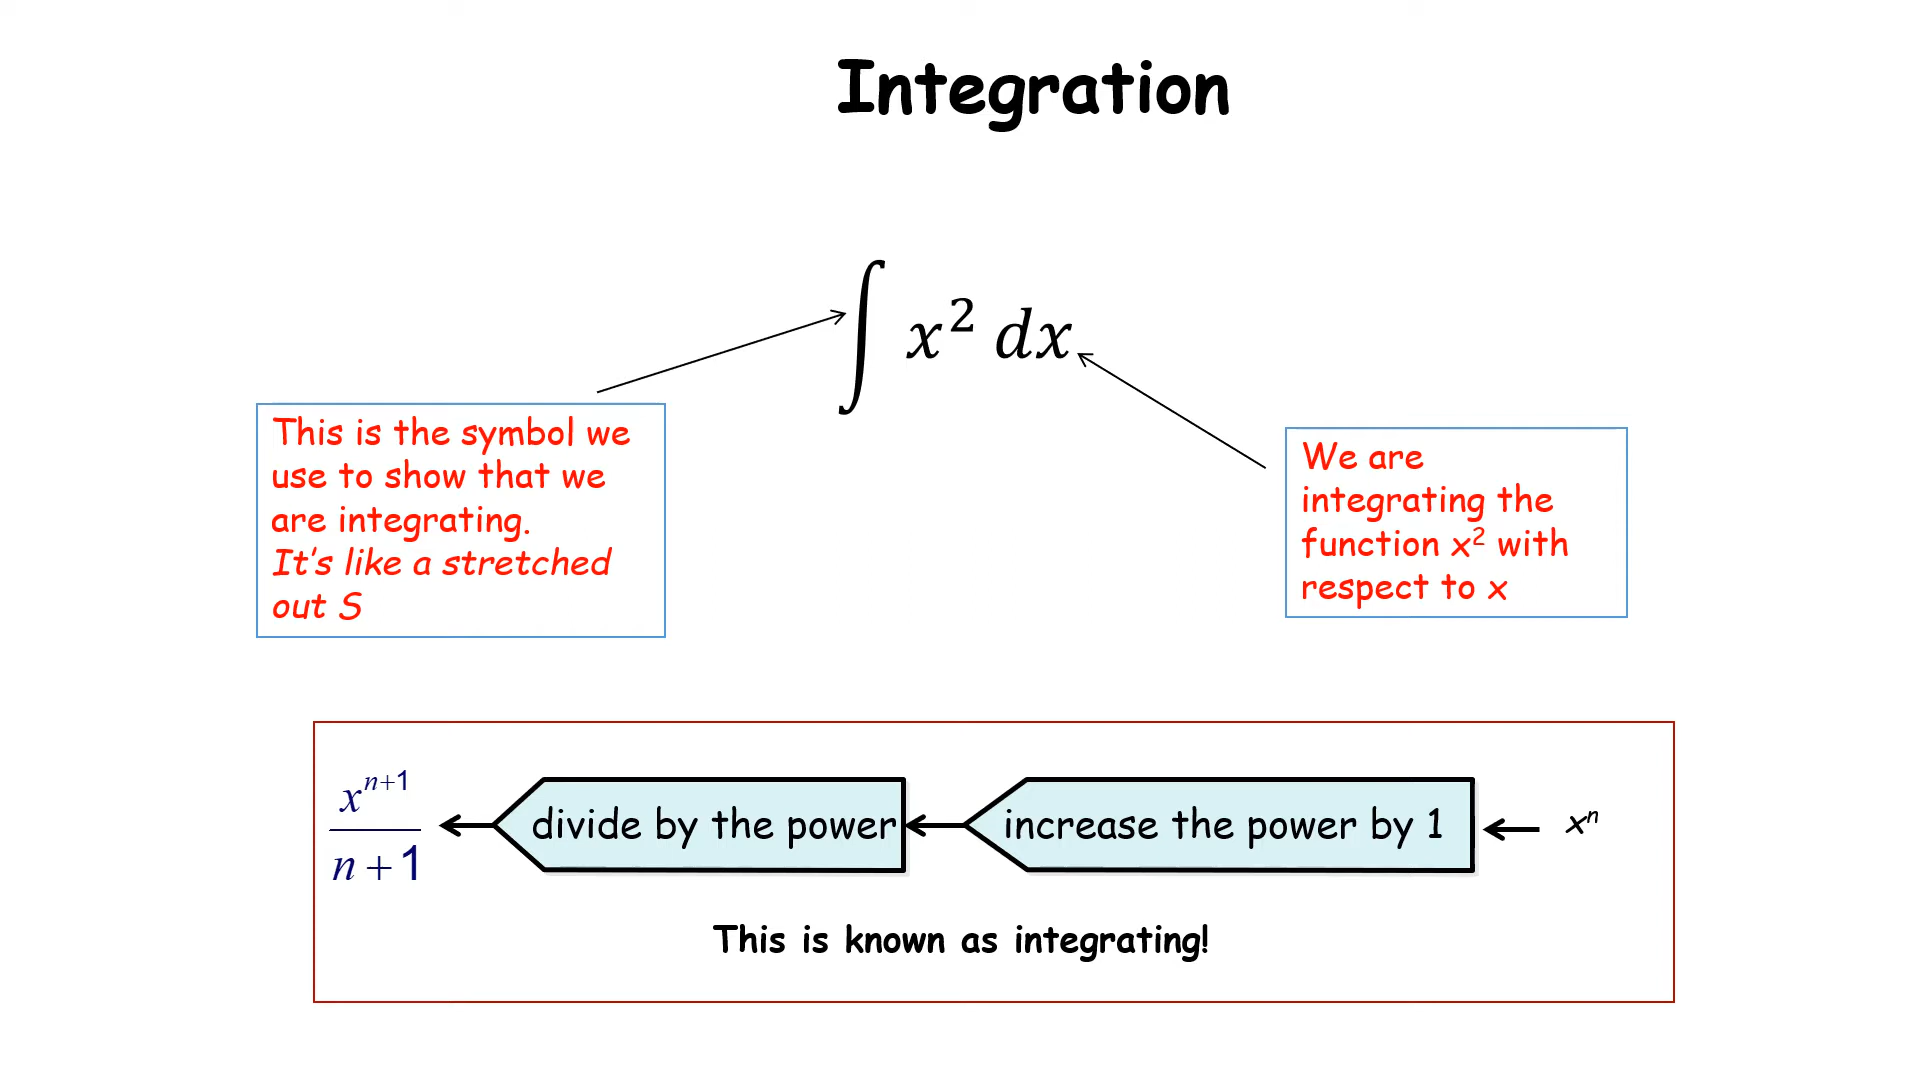 Integration
∫ x² dx
This is the symbol we
use to show that we
are integrating.
It's like a stretched
out S
We are
integrating the
function x² with
respect to x
xⁿ⁺¹
n + 1
divide by the power
increase the power by 1
xⁿ
This is known as integrating!